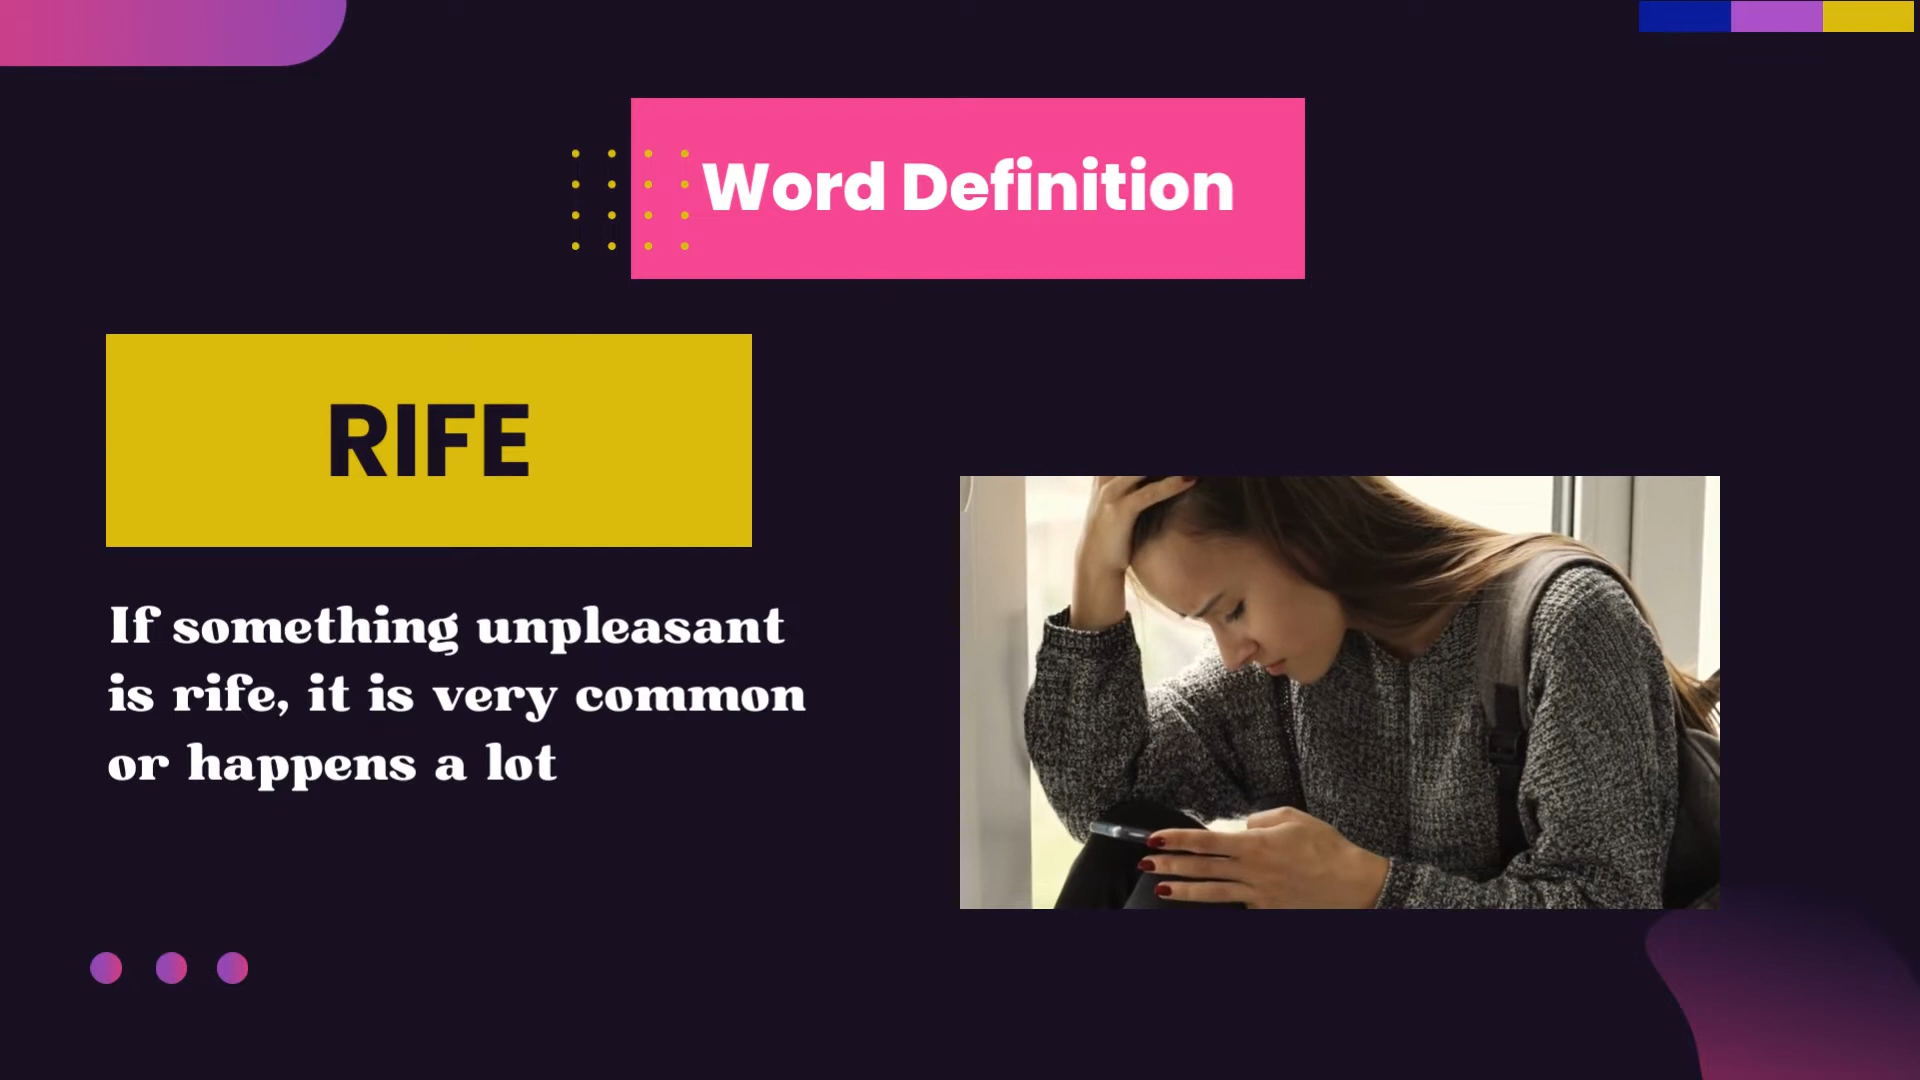 Word Definition
RIFE
If something unpleasant
is rife, it is very common
or happens a lot